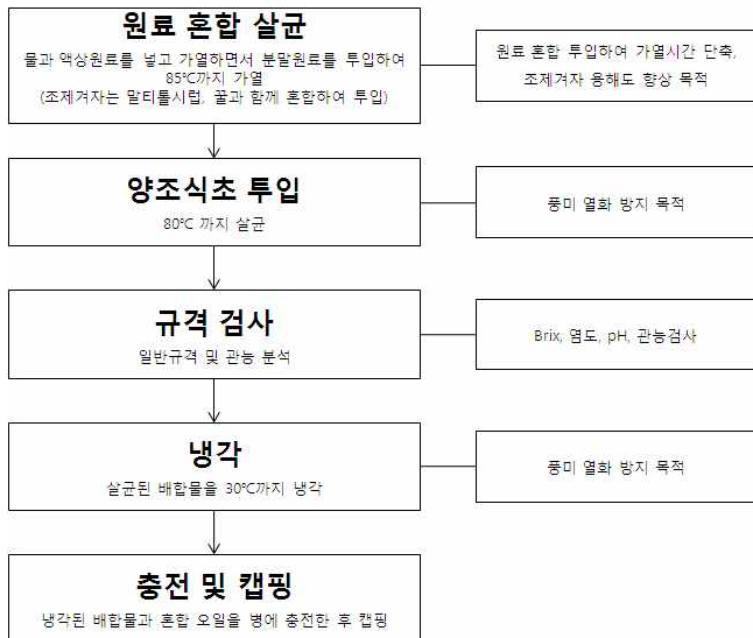 원료 혼합 살균
물과 액상원료를 넣고 가열하면서 분말원료를 투입하여
85℃까지 가열
(조제겨자는 말티톨시럽, 꿀과 함께 혼합하여 투입)
원료 혼합 투입하여 가열시간 단축,
조제겨자 용해도 향상 목적
양조식초 투입
80℃ 까지 살균
풍미 열화 방지 목적
규격 검사
일반규격 및 관능 분석
Brix, 염도, pH, 관능검사
냉각
살균된 배합물을 30℃까지 냉각
풍미 열화 방지 목적
충전 및 캡핑
냉각된 배합물과 혼합 오일을 병에 충전한 후 캡핑